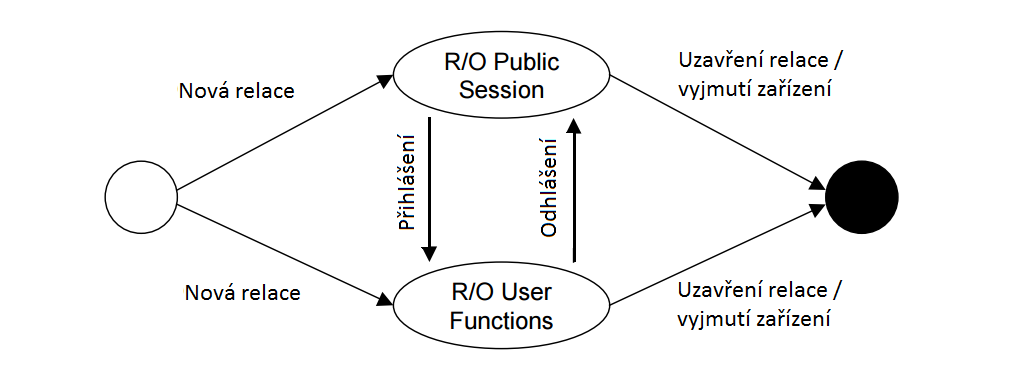 R/O Public
Session
Uzavření relace /
vyjmutí zařízení
Nová relace
Přihlášení
Odhlášení
Nová relace
R/O User
Functions
Uzavření relace /
vyjmutí zařízení